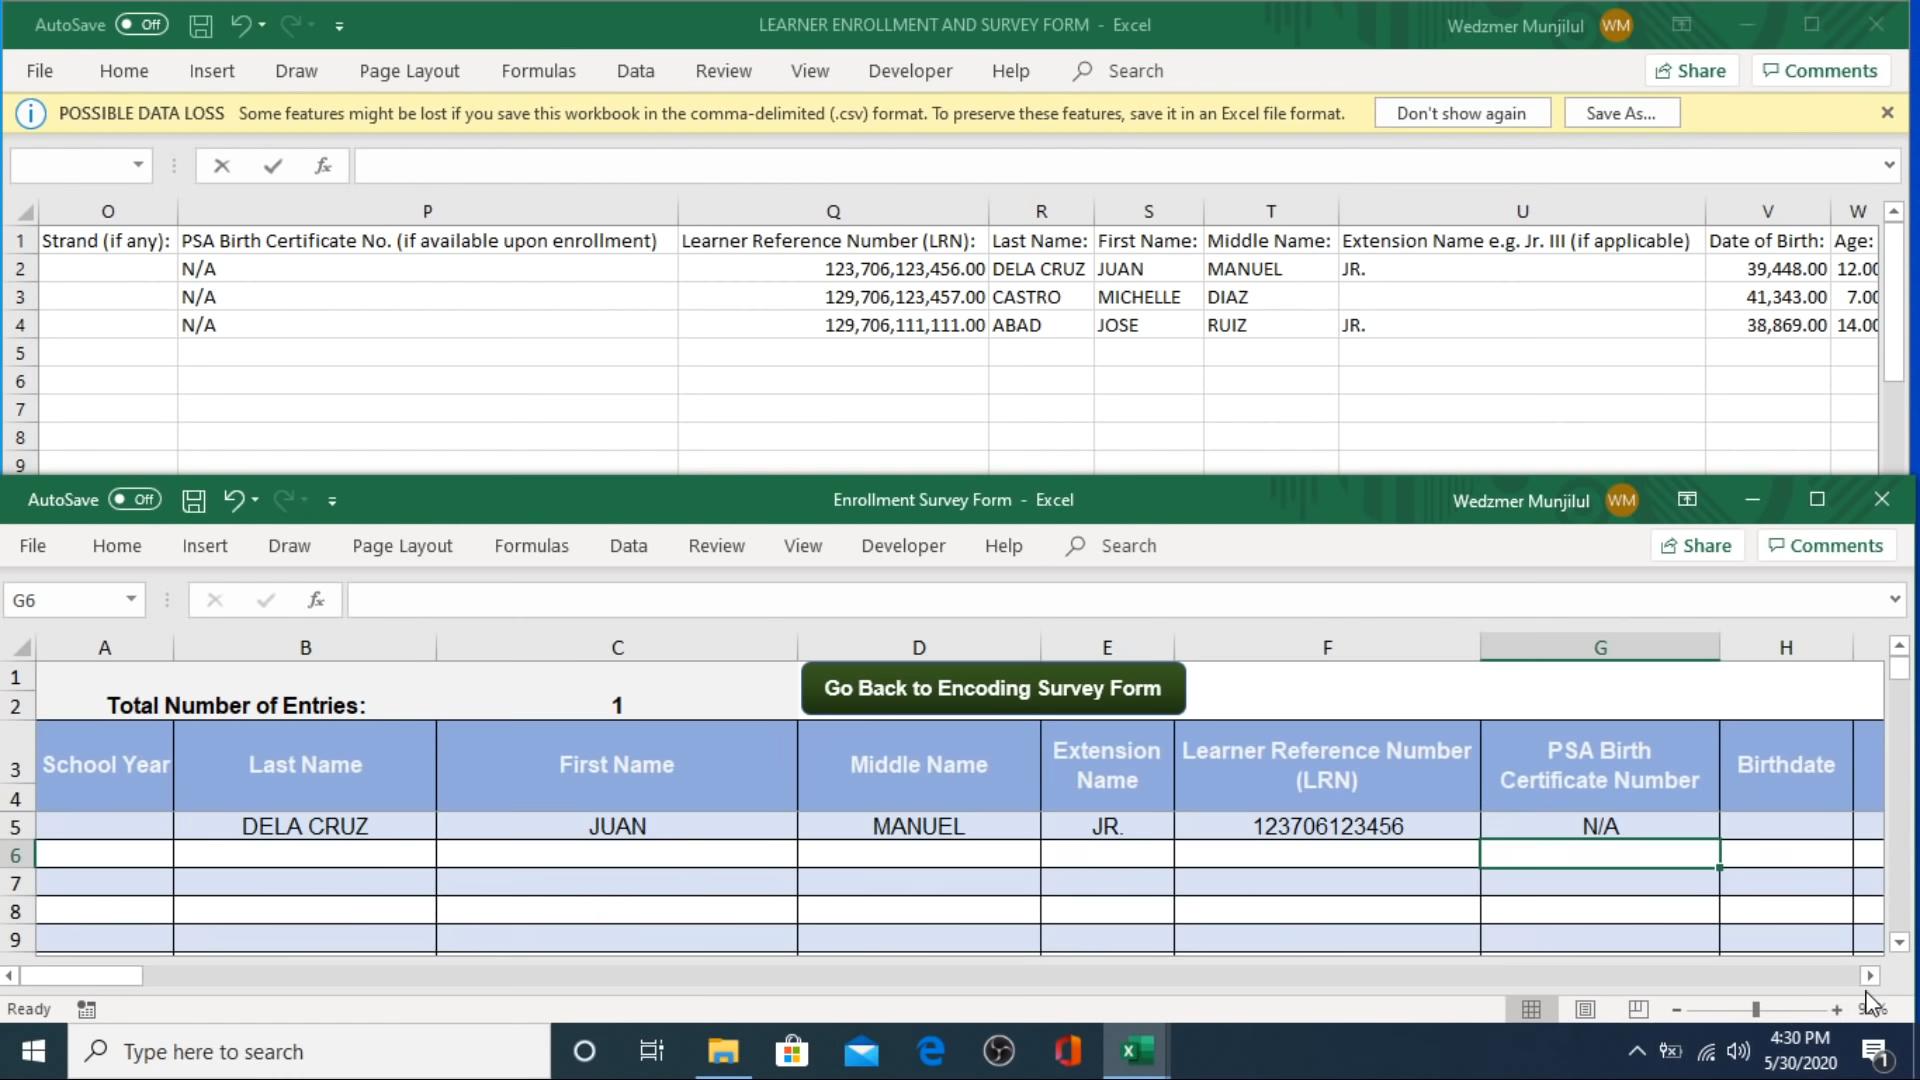 AutoSave Off LEARNER ENROLLMENT AND SURVEY FORM - Excel Wedzmer Munjilul WM
File Home Insert Draw Page Layout Formulas Data Review View Developer Help Search Share Comments
POSSIBLE DATA LOSS Some features might be lost if you save this workbook in the comma-delimited (.csv) format. To preserve these features, save it in an Excel file format. Don't show again Save As...
fx
O P Q R S T U V W
1 Strand (if any): PSA Birth Certificate No. (if available upon enrollment) Learner Reference Number (LRN): Last Name: First Name: Middle Name: Extension Name e.g. Jr. III (if applicable) Date of Birth: Age:
2 N/A 123,706,123,456.00 DELA CRUZ JUAN MANUEL JR. 39,448.00 12.00
3 N/A 129,706,123,457.00 CASTRO MICHELLE DIAZ 41,343.00 7.00
4 N/A 129,706,111,111.00 ABAD JOSE RUIZ JR. 38,869.00 14.00
5
6
7
8
9
AutoSave Off Enrollment Survey Form - Excel Wedzmer Munjilul WM
File Home Insert Draw Page Layout Formulas Data Review View Developer Help Search Share Comments
G6 fx
A B C D E F G H
1 Go Back to Encoding Survey Form
2 Total Number of Entries: 1
3 School Year Last Name First Name Middle Name Extension Name Learner Reference Number (LRN) PSA Birth Certificate Number Birthdate
4
5 DELA CRUZ JUAN MANUEL JR. 123706123456 N/A
6
7
8
9
Ready
Type here to search 4:30 PM
5/30/2020 1